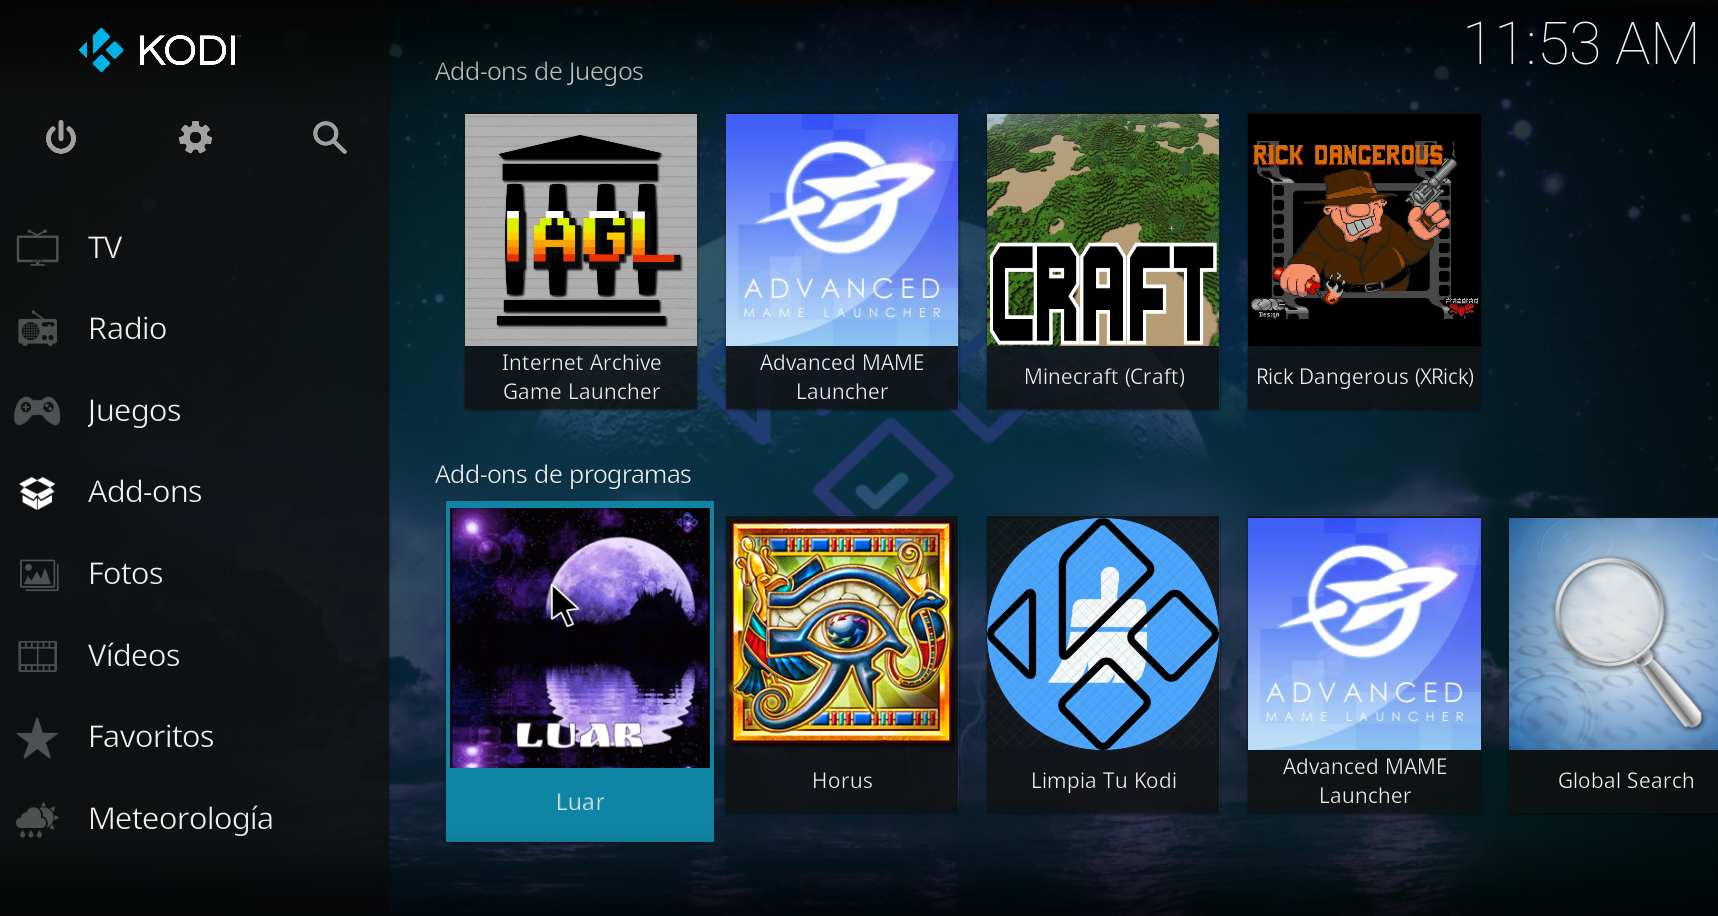 KODI
11:53 AM
TV
Radio
Juegos
Add-ons
Fotos
Vídeos
Favoritos
Meteorología
Add-ons de Juegos
IAGL
ADVANCED
MAME LAUNCHER
CRAFT
RICK DANGEROUS
Internet Archive
Game Launcher
Advanced MAME
Launcher
Minecraft (Craft)
Rick Dangerous (XRick)
Add-ons de programas
LUAR
ADVANCED
MAME LAUNCHER
Luar
Horus
Limpia Tu Kodi
Advanced MAME
Launcher
Global Search